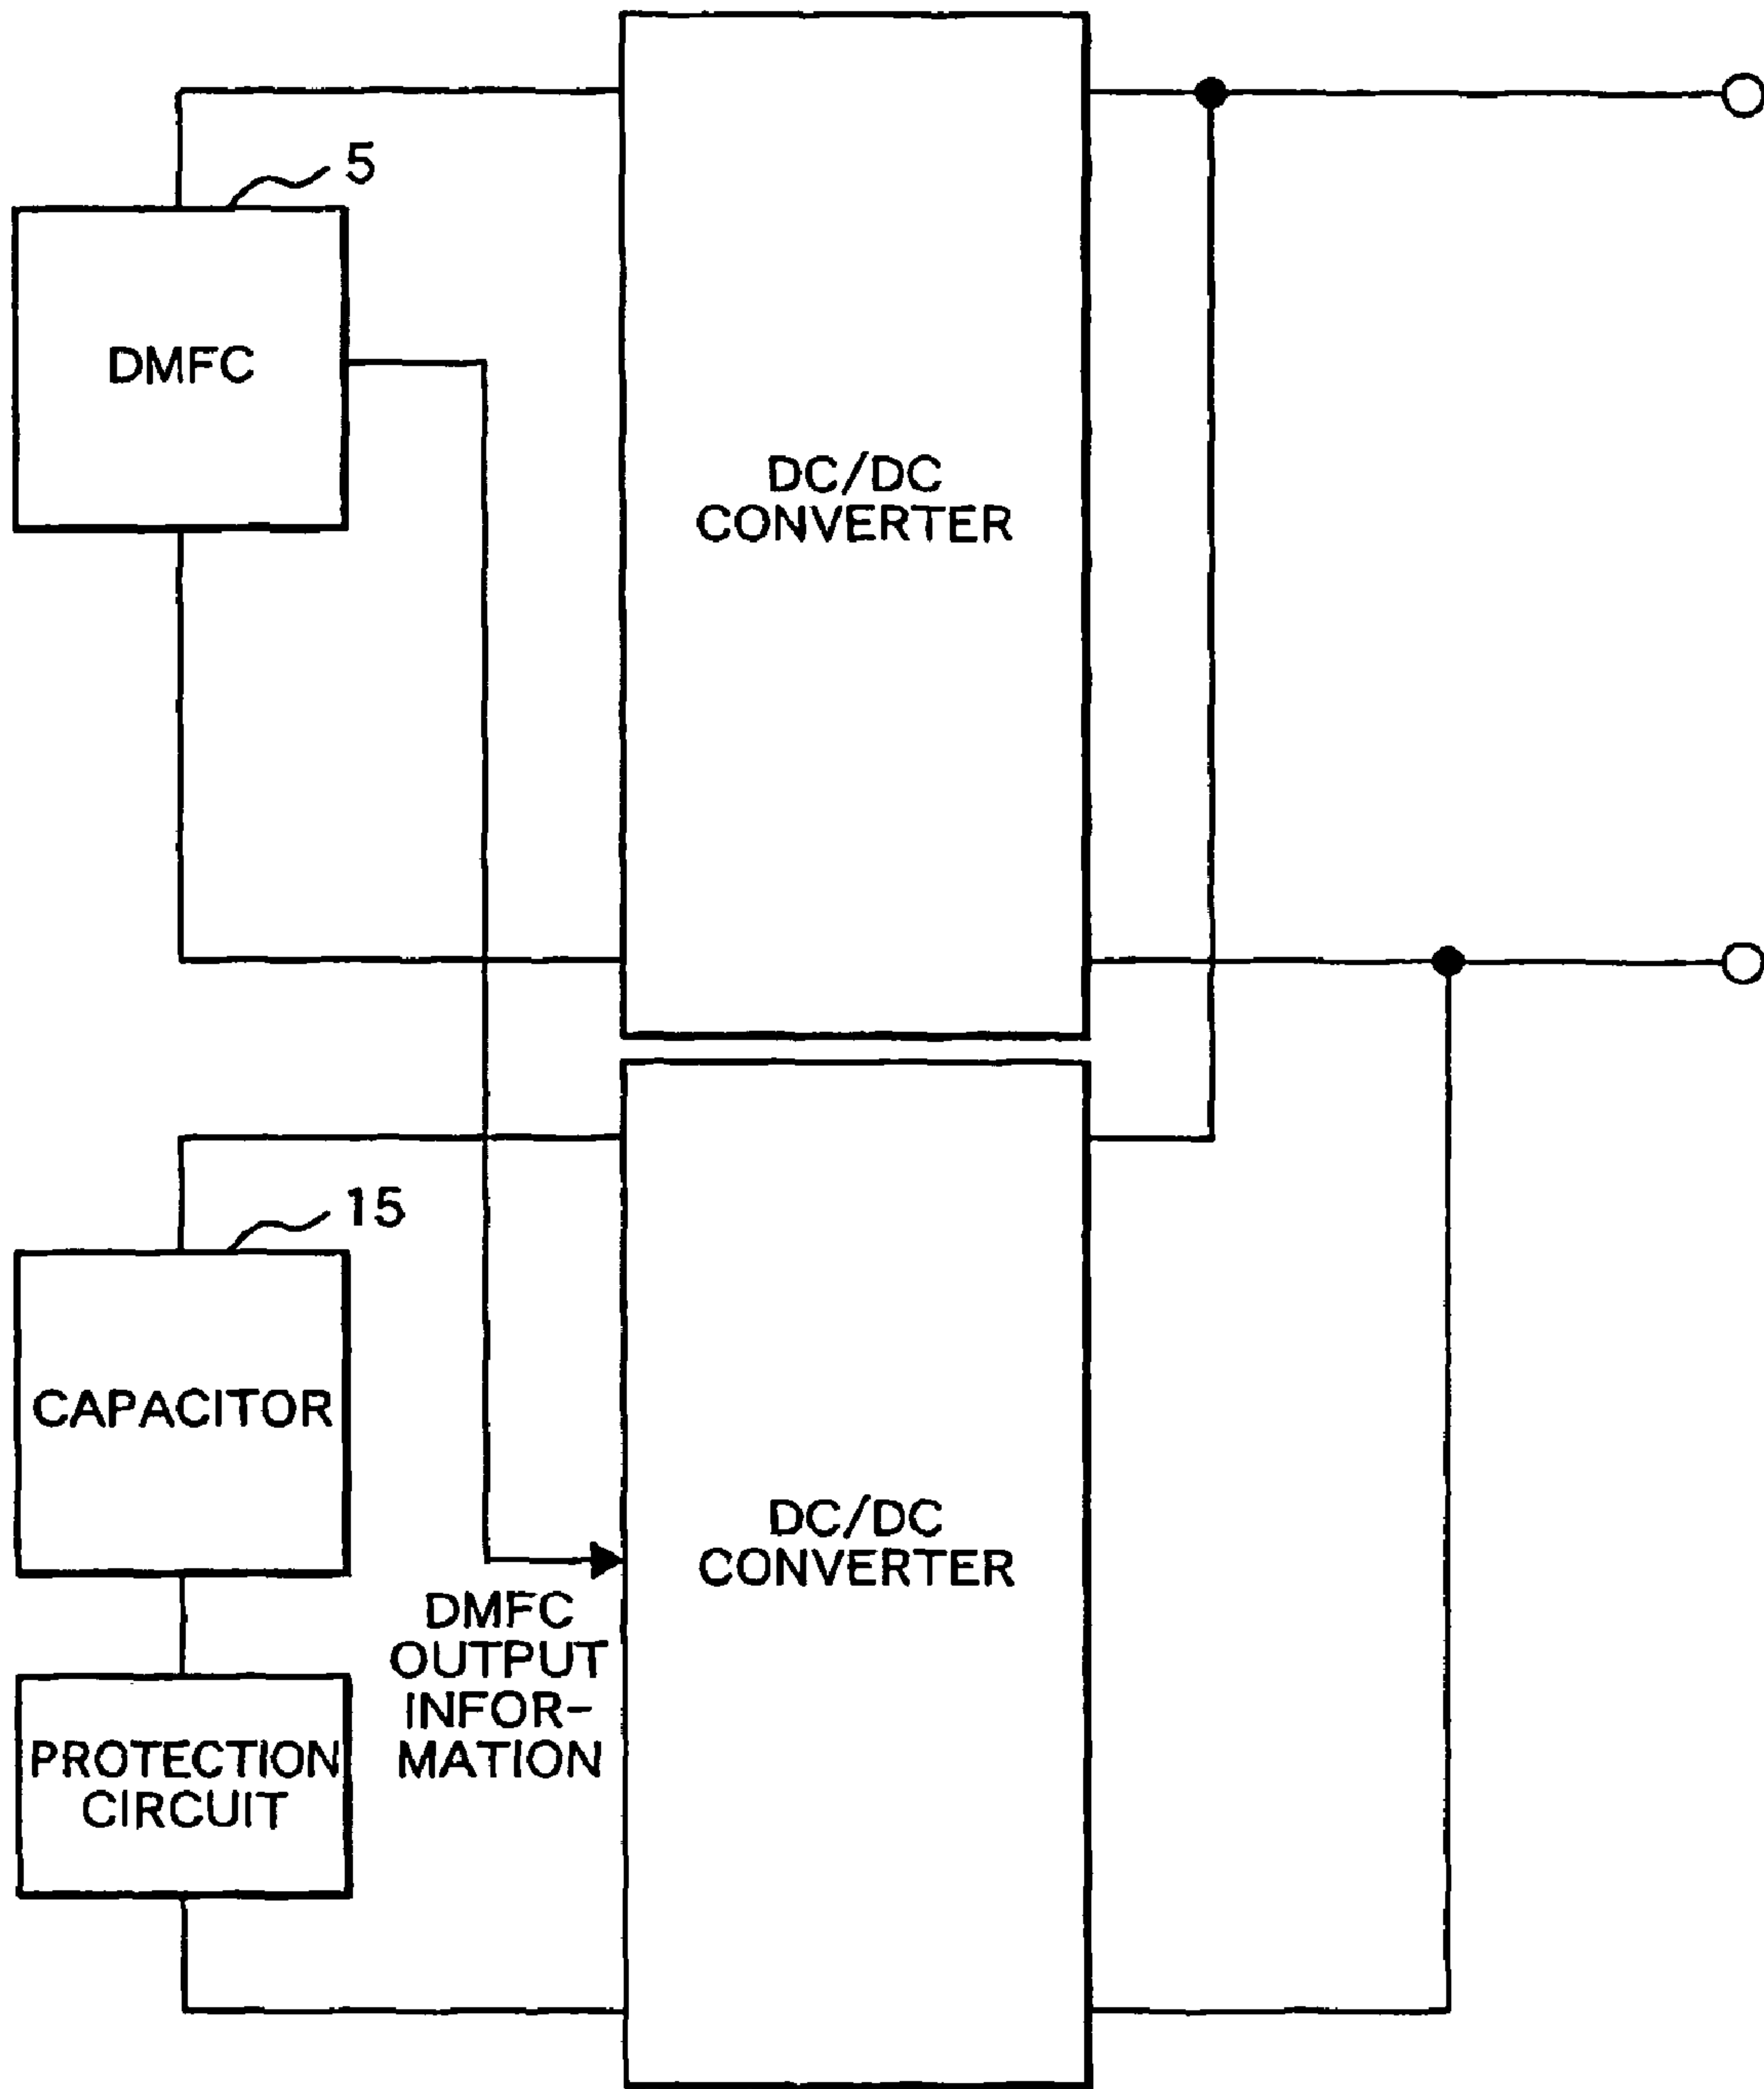 5
DMFC
DC/DC
CONVERTER
15
CAPACITOR
DC/DC
CONVERTER
DMFC
OUTPUT
INFOR-
MATION
PROTECTION
CIRCUIT